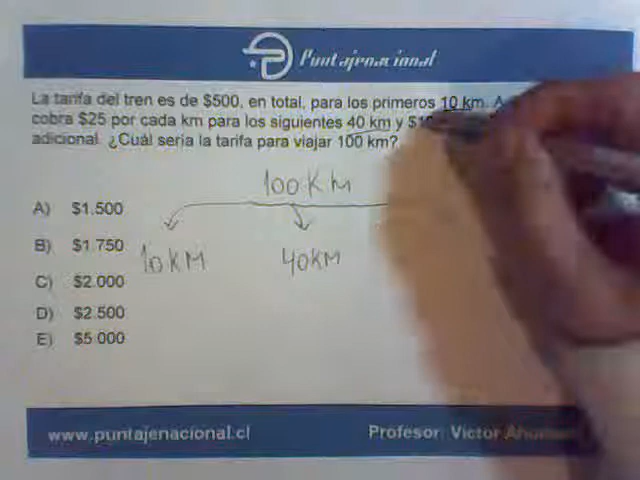 Puntajenacional
La tarifa del tren es de $500, en total, para los primeros 10 km. A
cobra $25 por cada km para los siguientes 40 km y
adicional. ¿Cuál sería la tarifa para viajar 100 km?
100 KM
A) $1.500
B) $1.750
10 KM 40 KM
C) $2.000
D) $2.500
E) $5.000
www.puntajenacional.cl Profesor: Victor